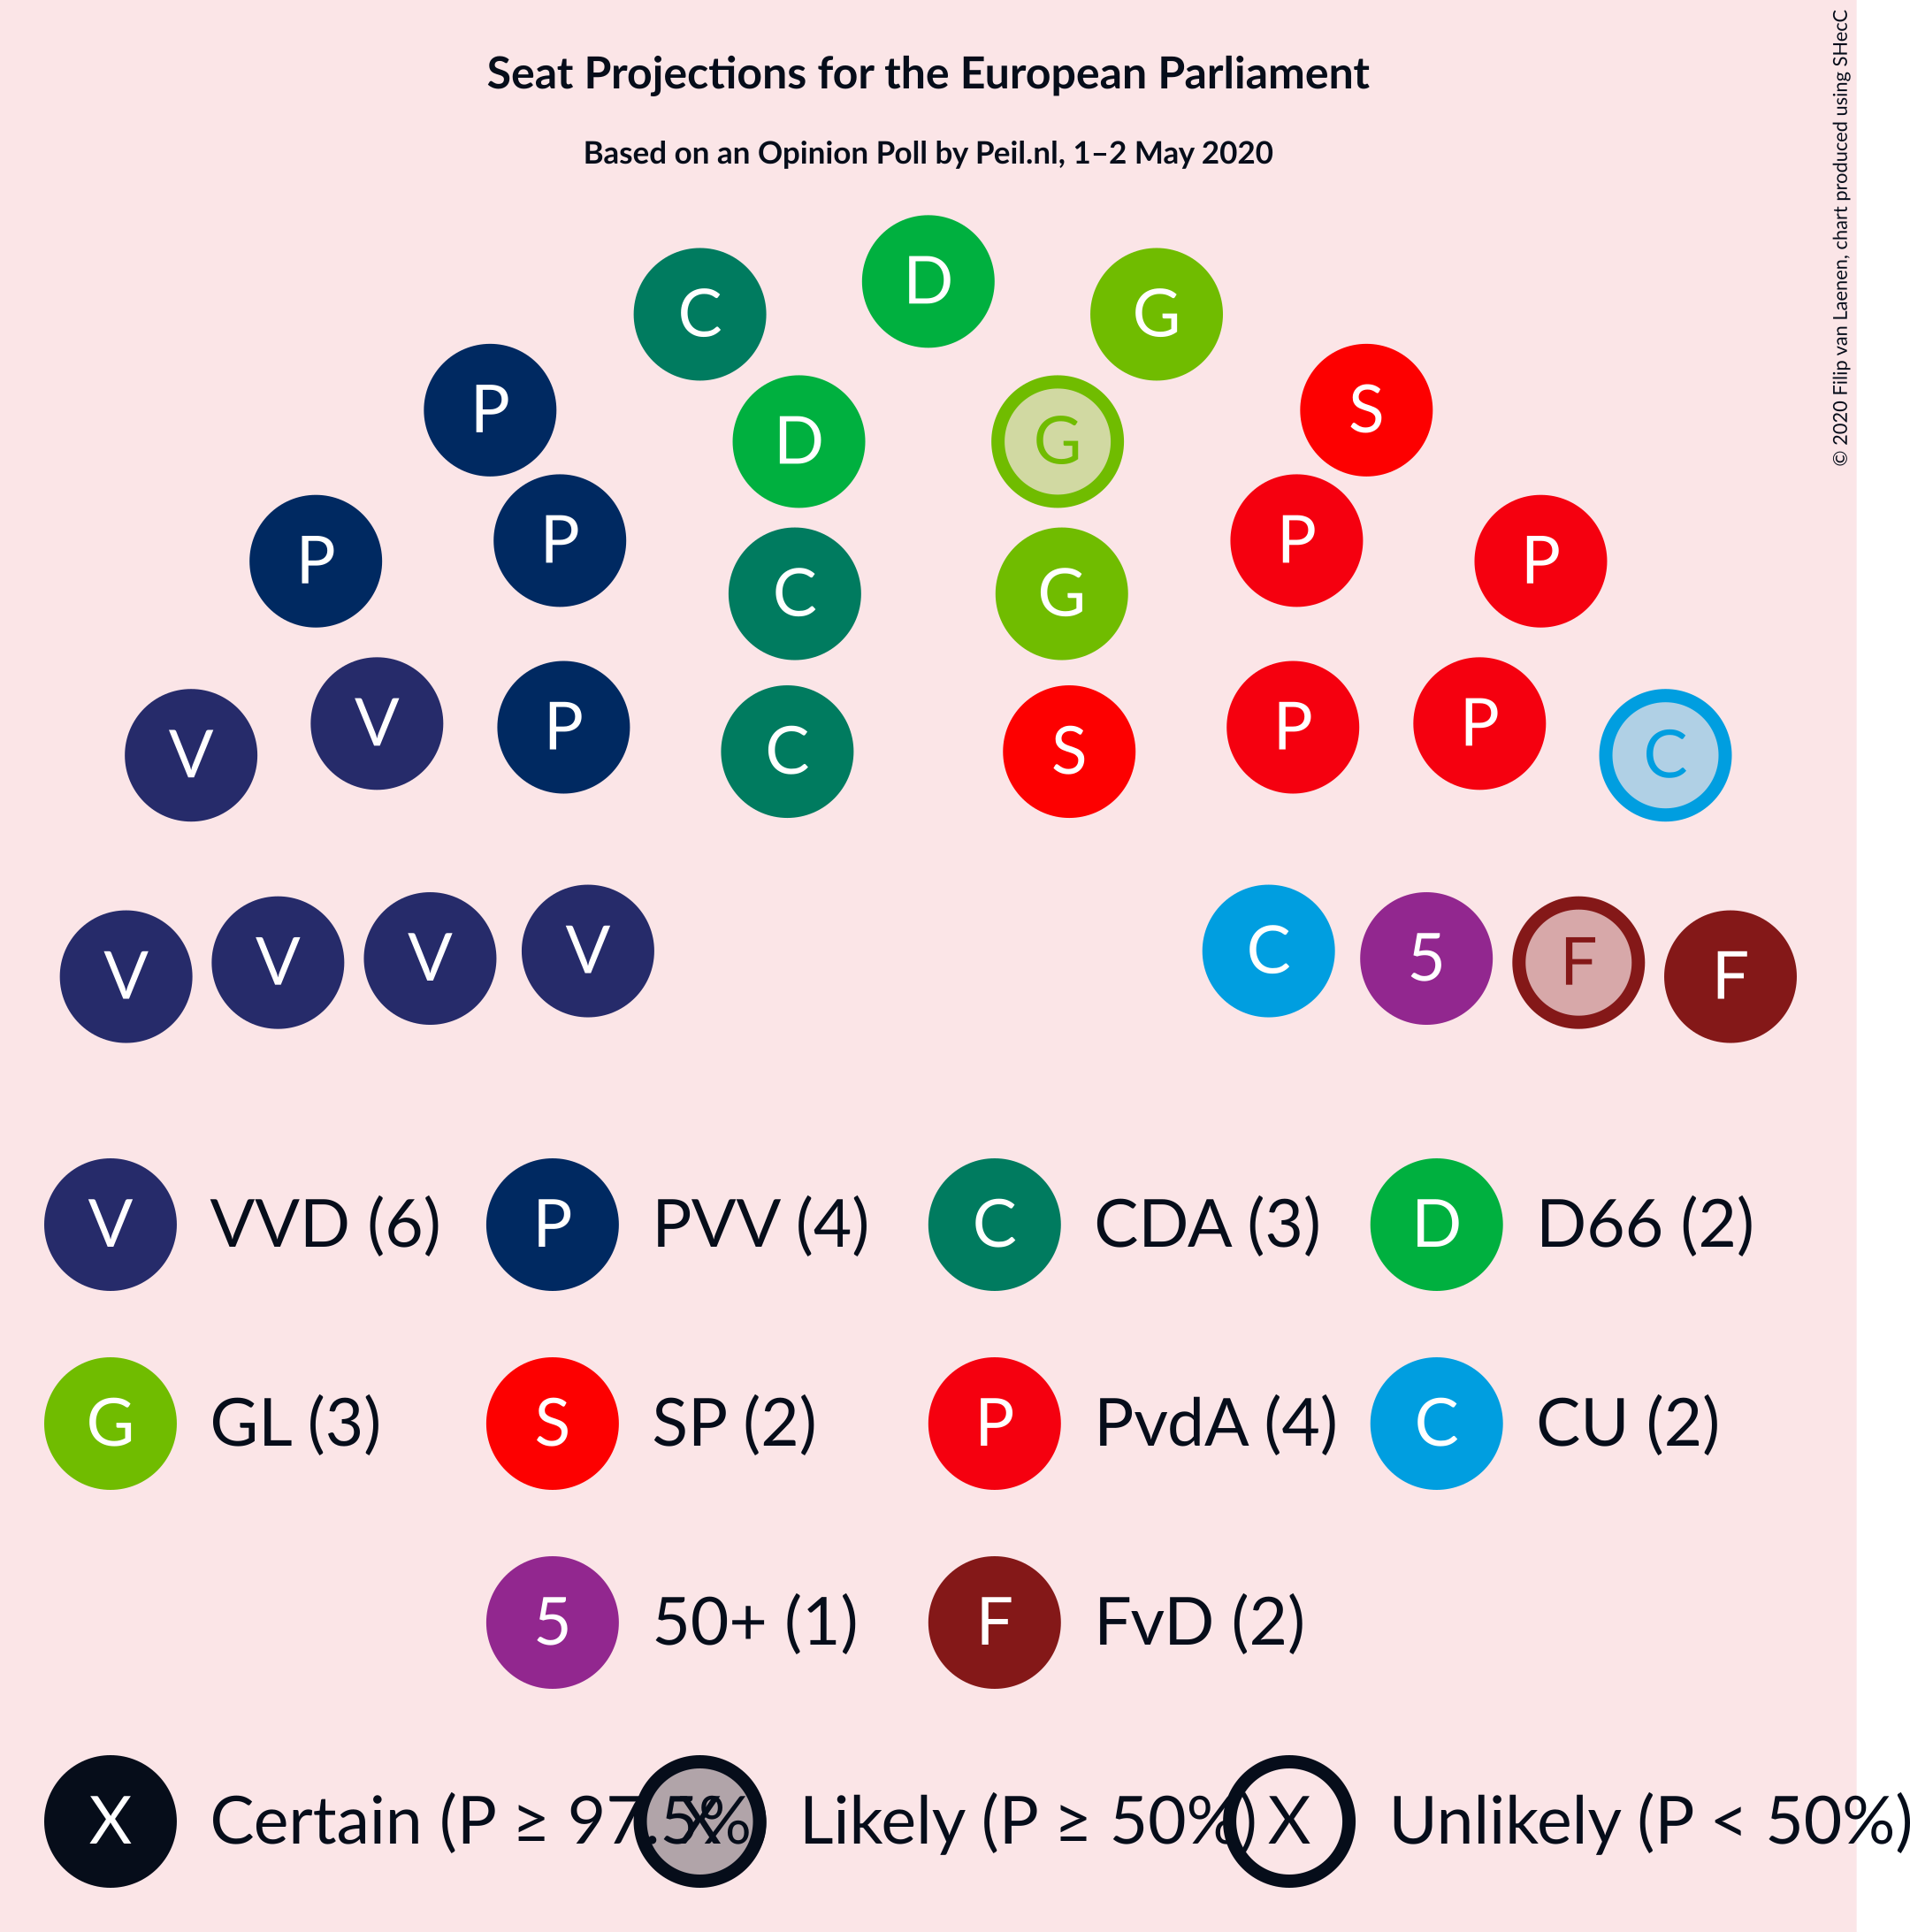 Seat Projections for the European Parliament
Based on an Opinion Poll by Peil.nl, 1–2 May 2020
© 2020 Filip van Laenen, chart produced using SHecC
D
C G
P S
D G
P P
P P
C G
V P P C
V P P
C S
V V V V C 5 F F
V VVD (6) P PVV (4) C CDA (3) D D66 (2)
G GL (3) S SP (2) P PvdA (4) C CU (2)
5 50+ (1) F FvD (2)
X Certain (P ≥ 97.5% X Likely (P ≥ 50%) X Unlikely (P < 50%)